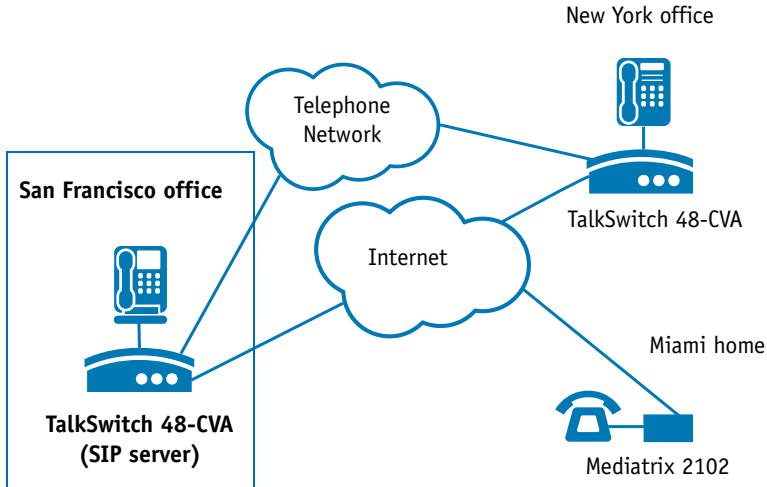 New York office
Telephone
Network
San Francisco office
TalkSwitch 48-CVA
Internet
Miami home
TalkSwitch 48-CVA
(SIP server)
Mediatrix 2102